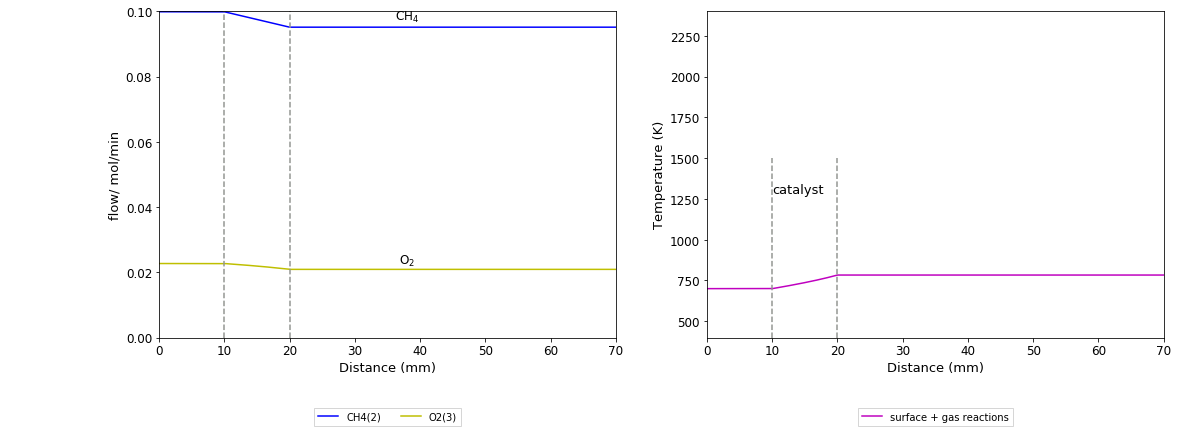 0.10
0.08
0.06
0.04
0.02
0.00
flow/ mol/min
CH₄
O₂
0 10 20 30 40 50 60 70
Distance (mm)
CH4(2) O2(3)
2250
2000
1750
1500
1250
1000
750
500
Temperature (K)
catalyst
0 10 20 30 40 50 60 70
Distance (mm)
surface + gas reactions